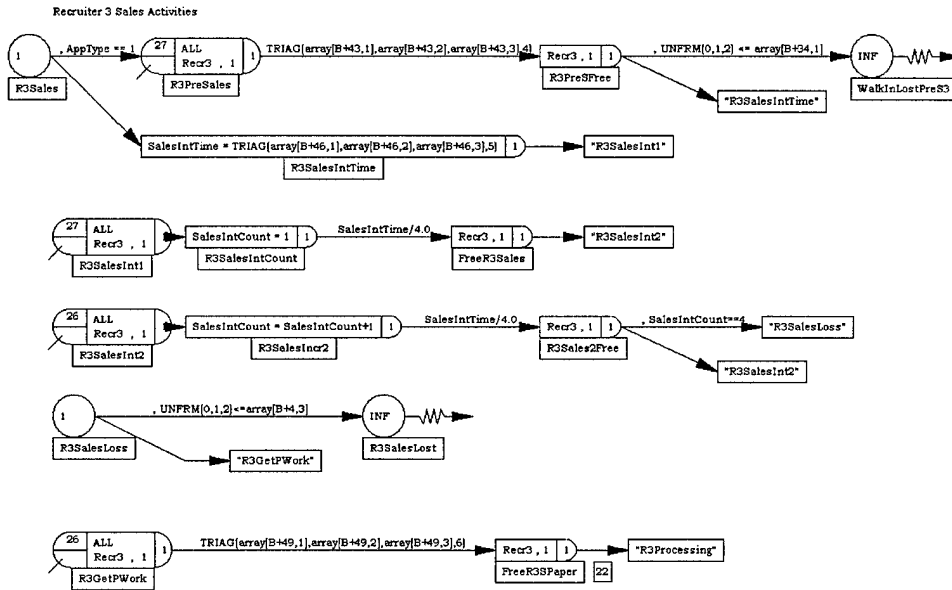 Recruiter 3 Sales Activities
1
R3Sales
, AppType == 1
27
ALL
Recr3 , 1
1
R3PreSales
TRIAG[array[B+43,1],array[B+43,2],array[B+43,3],4]
Recr3, 1
1
R3PreSFree
, UNFRM[0,1,2] <= array[B+34,1]
INF
WalkInLostPreS3
"R3SalesIntTime"
SalesIntTime = TRIAG[array[B+46,1],array[B+46,2],array[B+46,3],5]
1
R3SalesIntTime
"R3SalesInt1"
27
ALL
Recr3 , 1
1
R3SalesInt1
SalesIntCount = 1
1
R3SalesIntCount
SalesIntTime/4.0
Recr3, 1
1
FreeR3Sales
"R3SalesInt2"
26
ALL
Recr3 , 1
1
R3SalesInt2
SalesIntCount = SalesIntCount+1
1
R3SalesIncr2
SalesIntTime/4.0
Recr3, 1
1
R3Sales2Free
, SalesIntCount==4
"R3SalesLoss"
"R3SalesInt2"
1
R3SalesLoss
, UNFRM[0,1,2]<=array[B+4,3]
INF
R3SalesLost
"R3GetPWork"
26
ALL
Recr3 , 1
1
R3GetPWork
TRIAG[array[B+49,1],array[B+49,2],array[B+49,3],6]
Recr3, 1
1
FreeR3SPaper
22
"R3Processing"